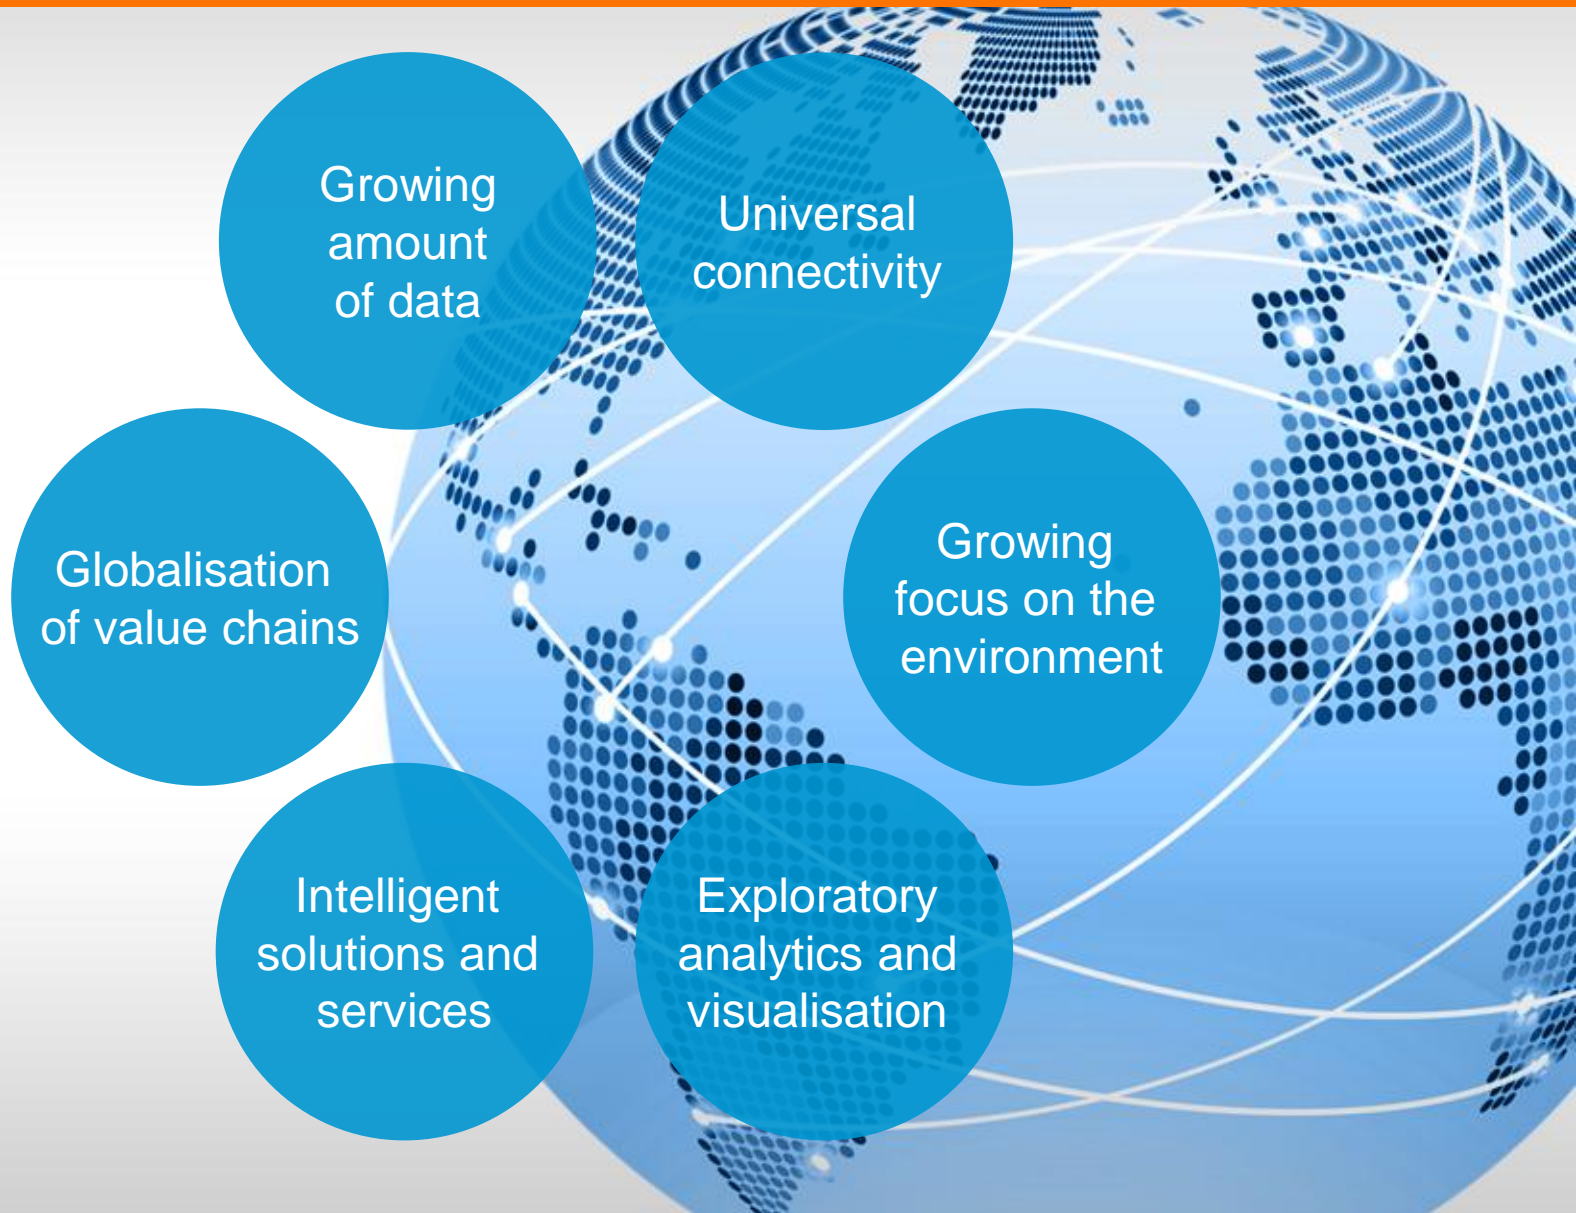 Growing
amount
of data
Universal
connectivity
Globalisation
of value chains
Growing
focus on the
environment
Intelligent
solutions and
services
Exploratory
analytics and
visualisation